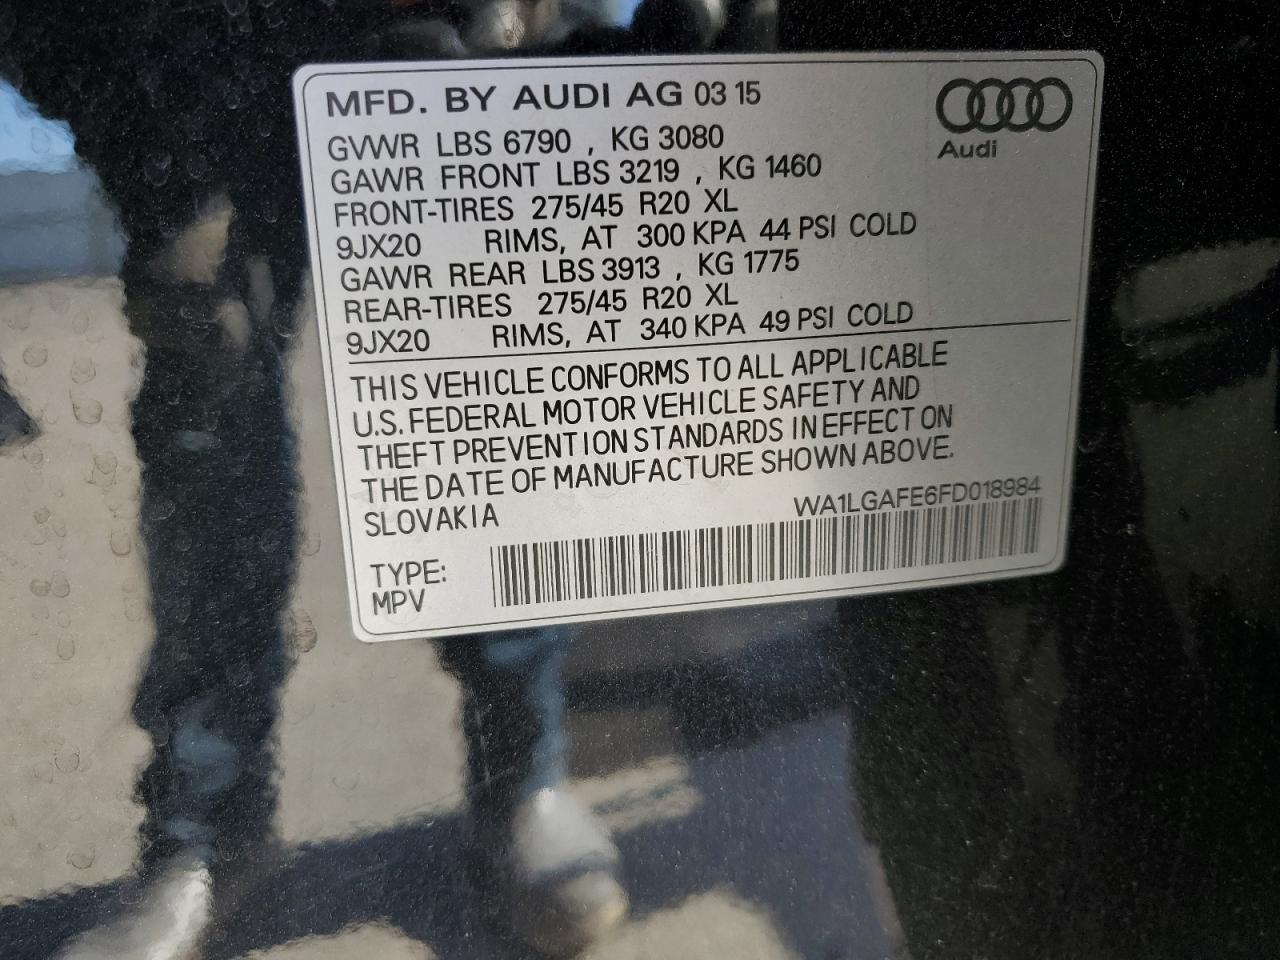 MFD. BY AUDI AG 03 15
Audi
GVWR LBS 6790 , KG 3080
GAWR FRONT LBS 3219 , KG 1460
FRONT-TIRES 275/45 R20 XL
9JX20 RIMS, AT 300 KPA 44 PSI COLD
GAWR REAR LBS 3913 , KG 1775
REAR-TIRES 275/45 R20 XL
9JX20 RIMS, AT 340 KPA 49 PSI COLD
THIS VEHICLE CONFORMS TO ALL APPLICABLE
U.S. FEDERAL MOTOR VEHICLE SAFETY AND
THEFT PREVENTION STANDARDS IN EFFECT ON
THE DATE OF MANUFACTURE SHOWN ABOVE.
SLOVAKIA
WA1LGAFE6FD018984
TYPE:
MPV